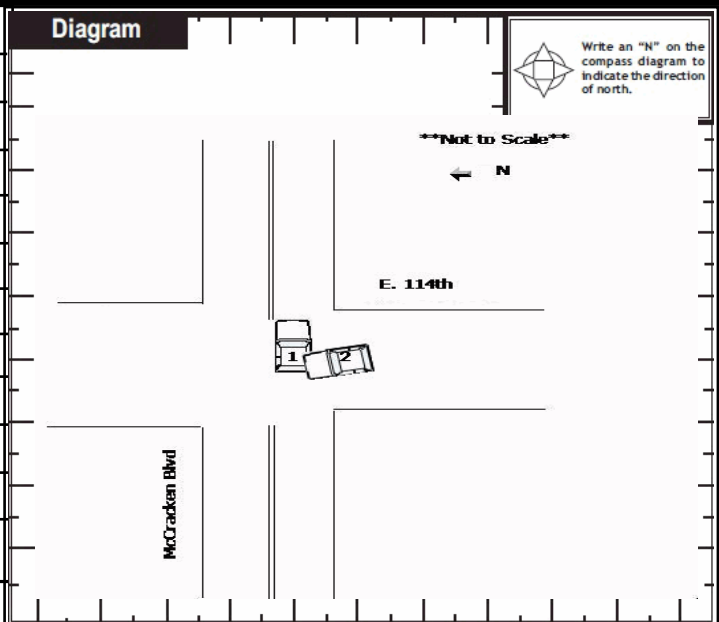 Diagram
Write an “N” on the
compass diagram to
indicate the direction
of north.
**Not to Scale**
N
E. 114th
1
2
McCracken Blvd